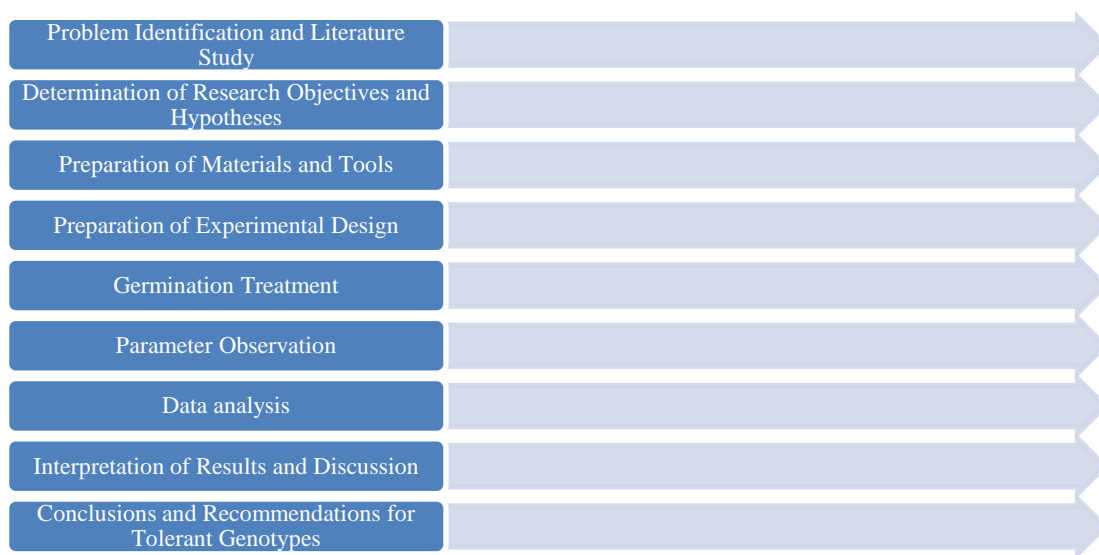 Problem Identification and Literature
Study
Determination of Research Objectives and
Hypotheses
Preparation of Materials and Tools
Preparation of Experimental Design
Germination Treatment
Parameter Observation
Data analysis
Interpretation of Results and Discussion
Conclusions and Recommendations for
Tolerant Genotypes